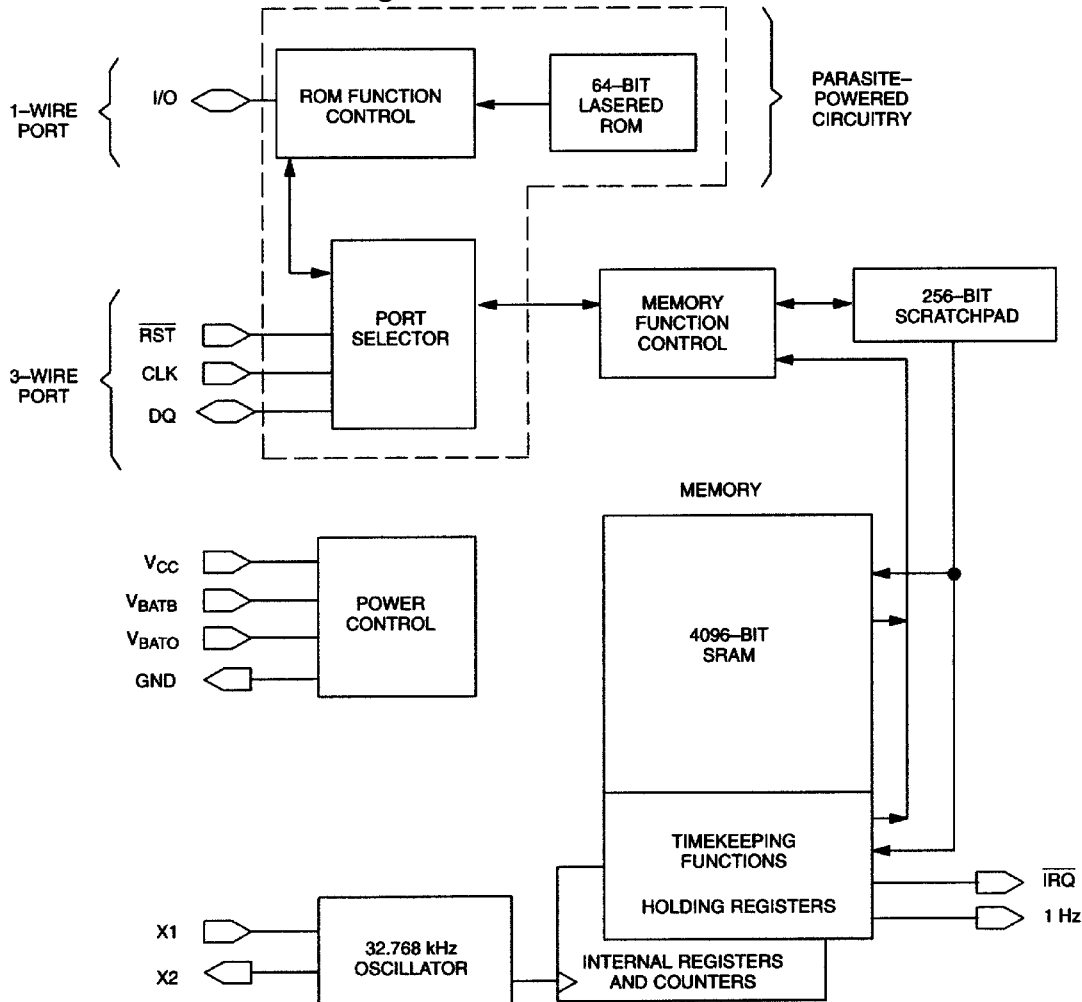 I/O
1–WIRE
PORT
ROM FUNCTION
CONTROL
64–BIT
LASERED
ROM
PARASITE–
POWERED
CIRCUITRY
3–WIRE
PORT
RST
CLK
DQ
PORT
SELECTOR
MEMORY
FUNCTION
CONTROL
256–BIT
SCRATCHPAD
MEMORY
VCC
VBATB
VBATO
GND
POWER
CONTROL
4096–BIT
SRAM
TIMEKEEPING
FUNCTIONS
HOLDING REGISTERS
IRQ
1 Hz
X1
X2
32.768 kHz
OSCILLATOR
INTERNAL REGISTERS
AND COUNTERS